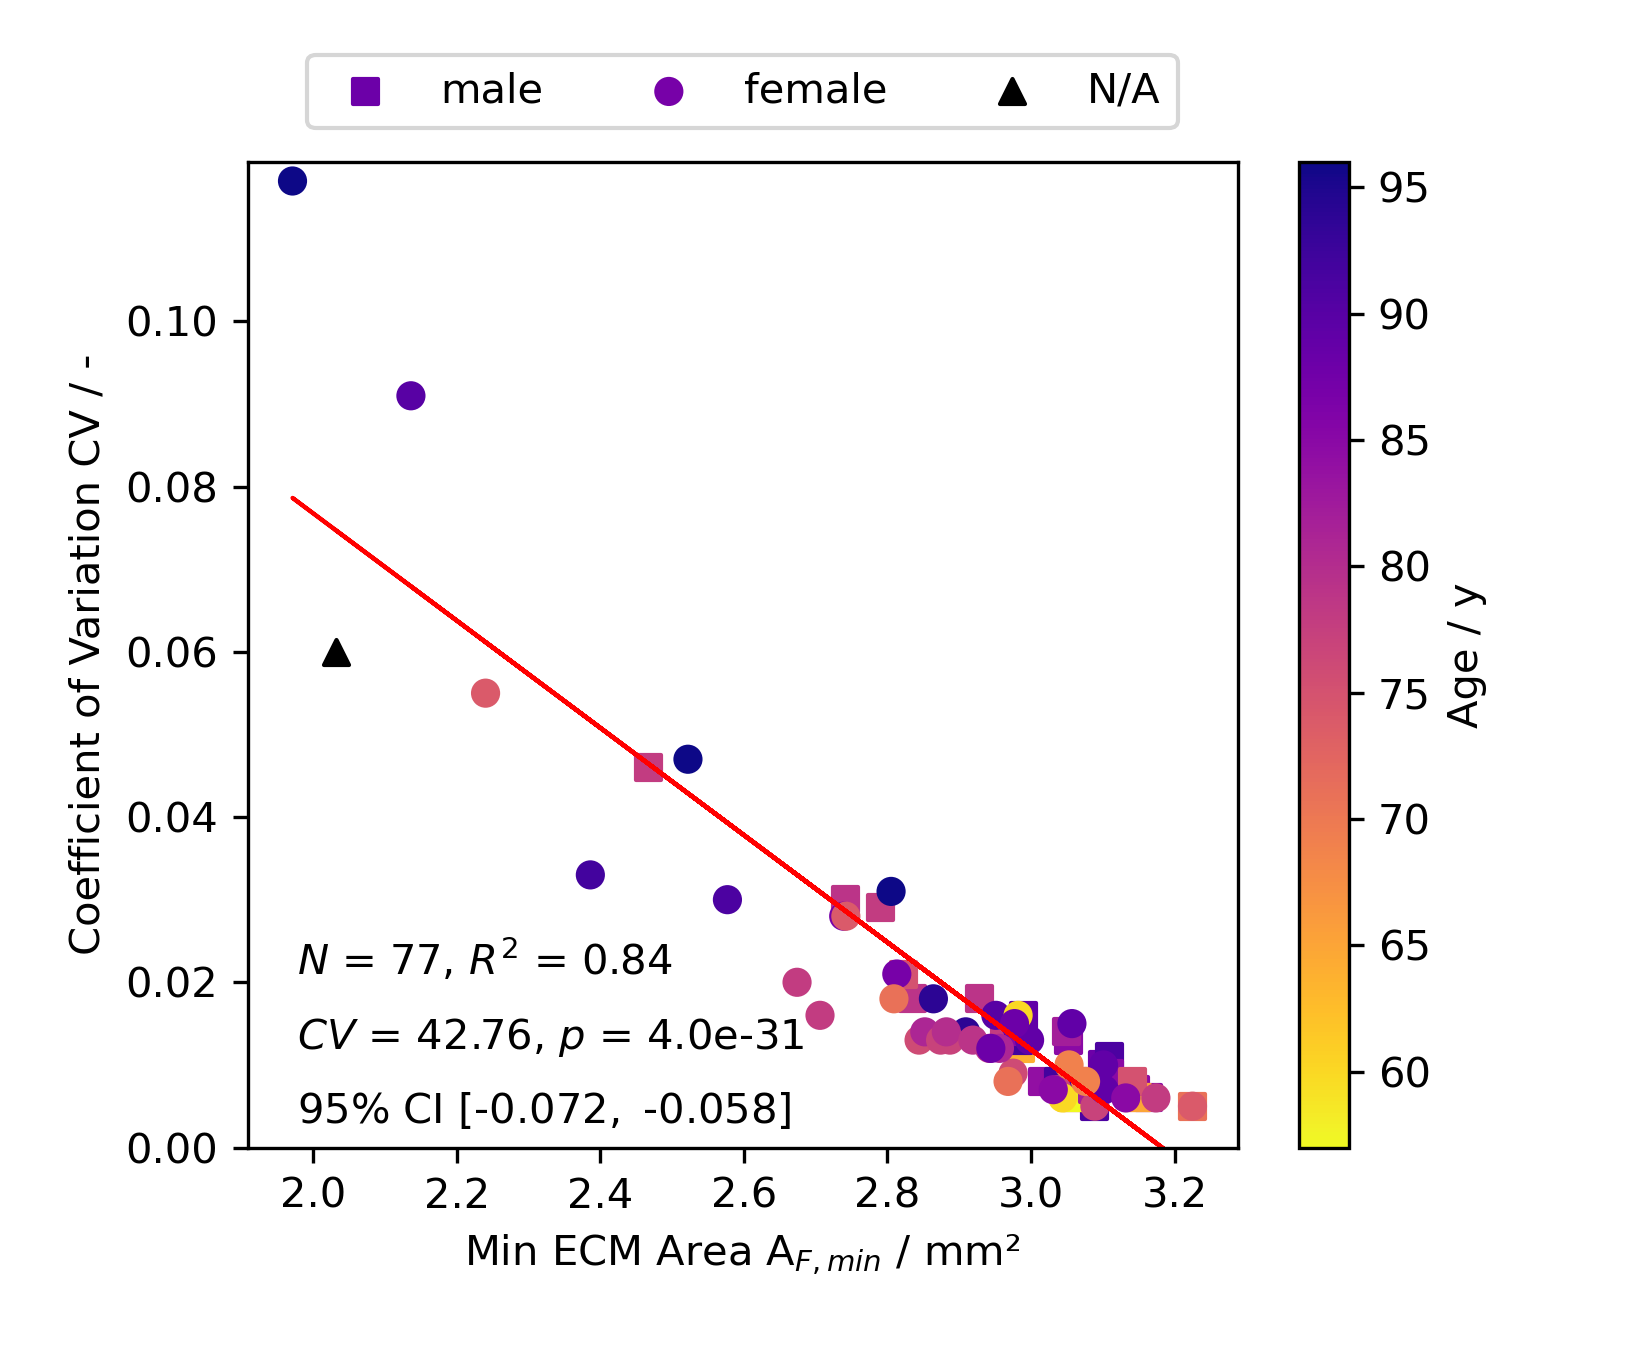 male female N/A
Coefficient of Variation CV / -
0.10
0.08
0.06
0.04
0.02
0.00
N = 77, R² = 0.84
CV = 42.76, p = 4.0e-31
95% CI [-0.072, -0.058]
2.0 2.2 2.4 2.6 2.8 3.0 3.2
Min ECM Area A_{F,min} / mm²
95
90
85
80
75
70
65
60
Age / y